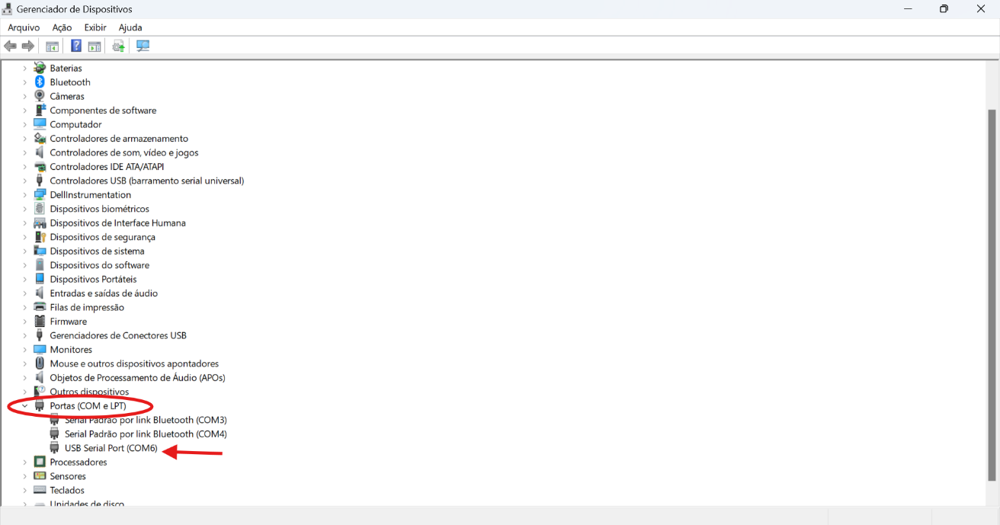 Gerenciador de Dispositivos
Arquivo Ação Exibir Ajuda
Baterias
Bluetooth
Câmeras
Componentes de software
Computador
Controladores de armazenamento
Controladores de som, vídeo e jogos
Controladores IDE ATA/ATAPI
Controladores USB (barramento serial universal)
DellInstrumentation
Dispositivos biométricos
Dispositivos de Interface Humana
Dispositivos de segurança
Dispositivos de sistema
Dispositivos do software
Dispositivos Portáteis
Entradas e saídas de áudio
Filas de impressão
Firmware
Gerenciadores de Conectores USB
Monitores
Mouse e outros dispositivos apontadores
Objetos de Processamento de Áudio (APOs)
Outros dispositivos
Portas (COM e LPT)
Serial Padrão por link Bluetooth (COM3)
Serial Padrão por link Bluetooth (COM4)
USB Serial Port (COM6)
Processadores
Sensores
Teclados
Unidades de disco